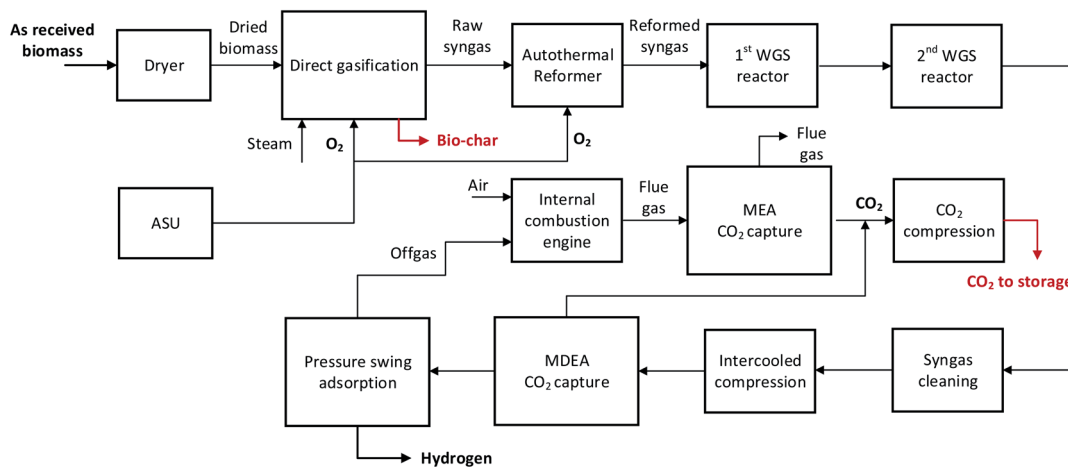 As received
biomass
Dryer
Dried
biomass
Direct gasification
Raw
syngas
Autothermal
Reformer
Reformed
syngas
1st WGS
reactor
2nd WGS
reactor
Steam
O₂
Bio-char
O₂
Flue
gas
ASU
Air
Internal
combustion
engine
Flue
gas
MEA
CO₂ capture
CO₂
CO₂
compression
Offgas
CO₂ to storage
Pressure swing
adsorption
MDEA
CO₂ capture
Intercooled
compression
Syngas
cleaning
Hydrogen